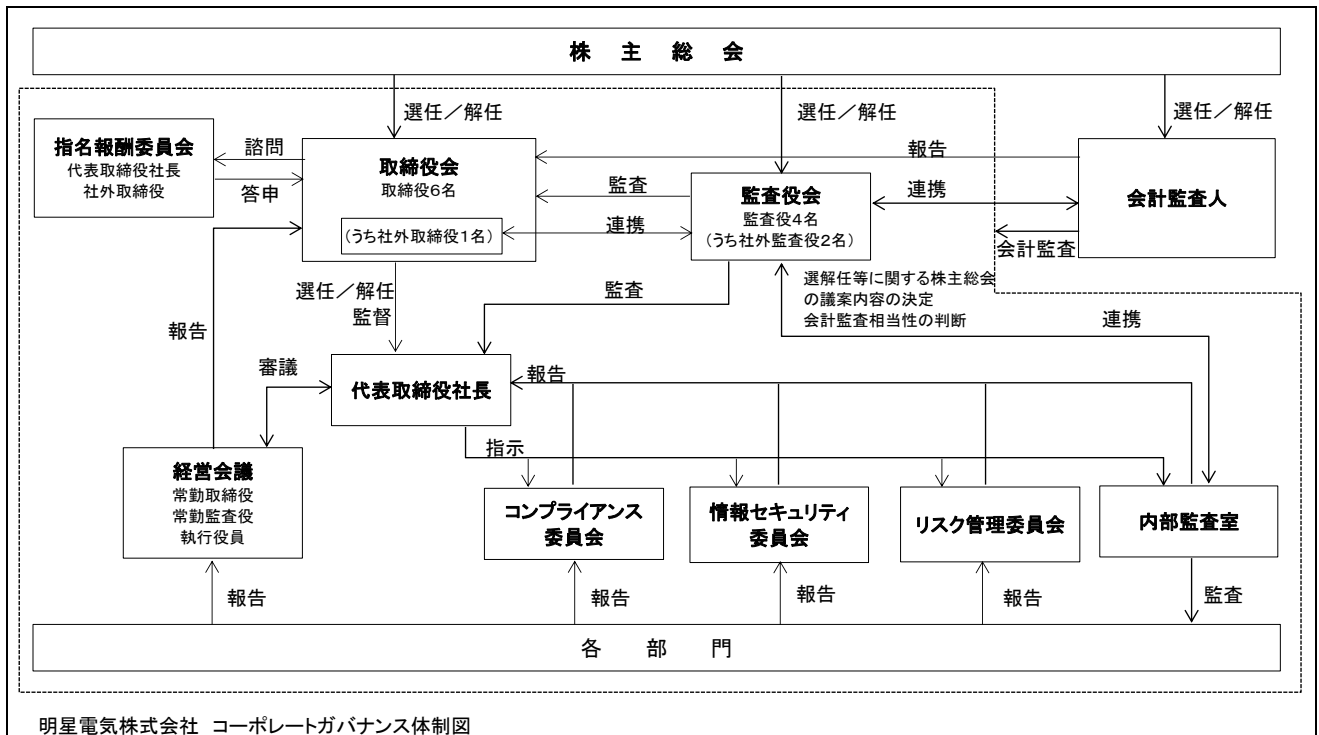 株主総会
選任/解任
選任/解任
選任/解任
指名報酬委員会
代表取締役社長
社外取締役
諮問
答申
取締役会
取締役6名
(うち社外取締役1名)
監査
連携
監査役会
監査役4名
(うち社外監査役2名)
報告
連携
会計監査人
会計監査
選任/解任
監督
監査
選解任等に関する株主総会
の議案内容の決定
会計監査相当性の判断
連携
報告
審議
代表取締役社長
報告
指示
経営会議
常勤取締役
常勤監査役
執行役員
コンプライアンス
委員会
情報セキュリティ
委員会
リスク管理委員会
内部監査室
報告
報告
報告
報告
監査
各部門
明星電気株式会社 コーポレートガバナンス体制図